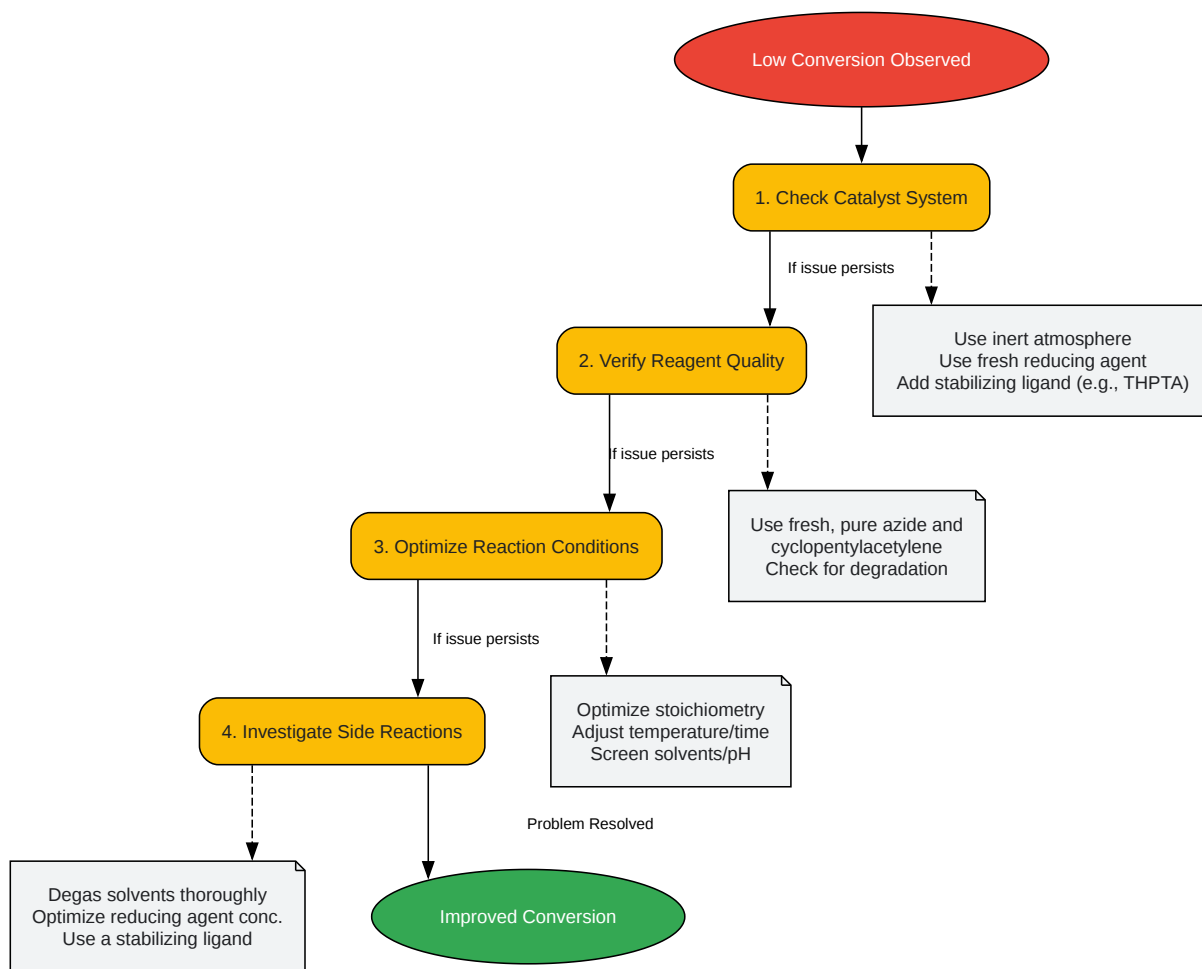 Low Conversion Observed
1. Check Catalyst System
If issue persists
Use inert atmosphere
Use fresh reducing agent
Add stabilizing ligand (e.g., THPTA)
2. Verify Reagent Quality
If issue persists
Use fresh, pure azide and
cyclopentylacetylene
Check for degradation
3. Optimize Reaction Conditions
If issue persists
Optimize stoichiometry
Adjust temperature/time
Screen solvents/pH
4. Investigate Side Reactions
Problem Resolved
Degas solvents thoroughly
Optimize reducing agent conc.
Use a stabilizing ligand
Improved Conversion